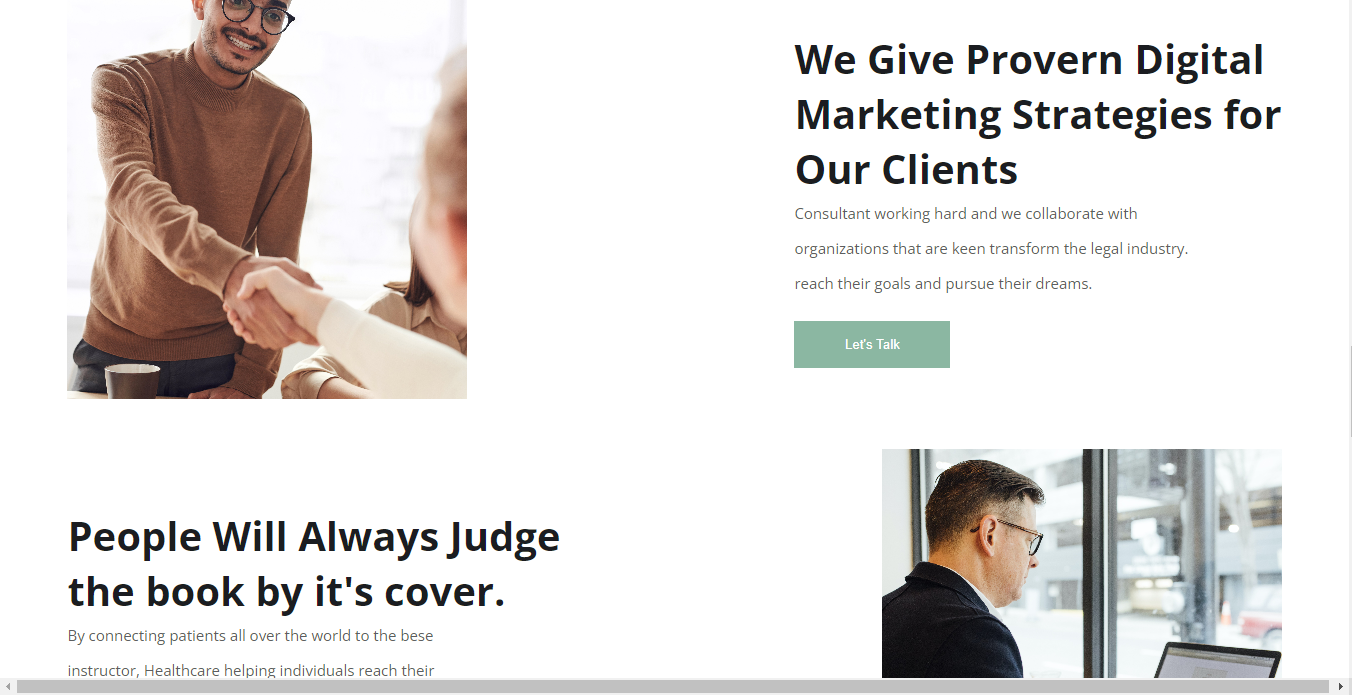 We Give Provern Digital
Marketing Strategies for
Our Clients
Consultant working hard and we collaborate with
organizations that are keen transform the legal industry.
reach their goals and pursue their dreams.
Let's Talk
People Will Always Judge
the book by it's cover.
By connecting patients all over the world to the bese
instructor, Healthcare helping individuals reach their